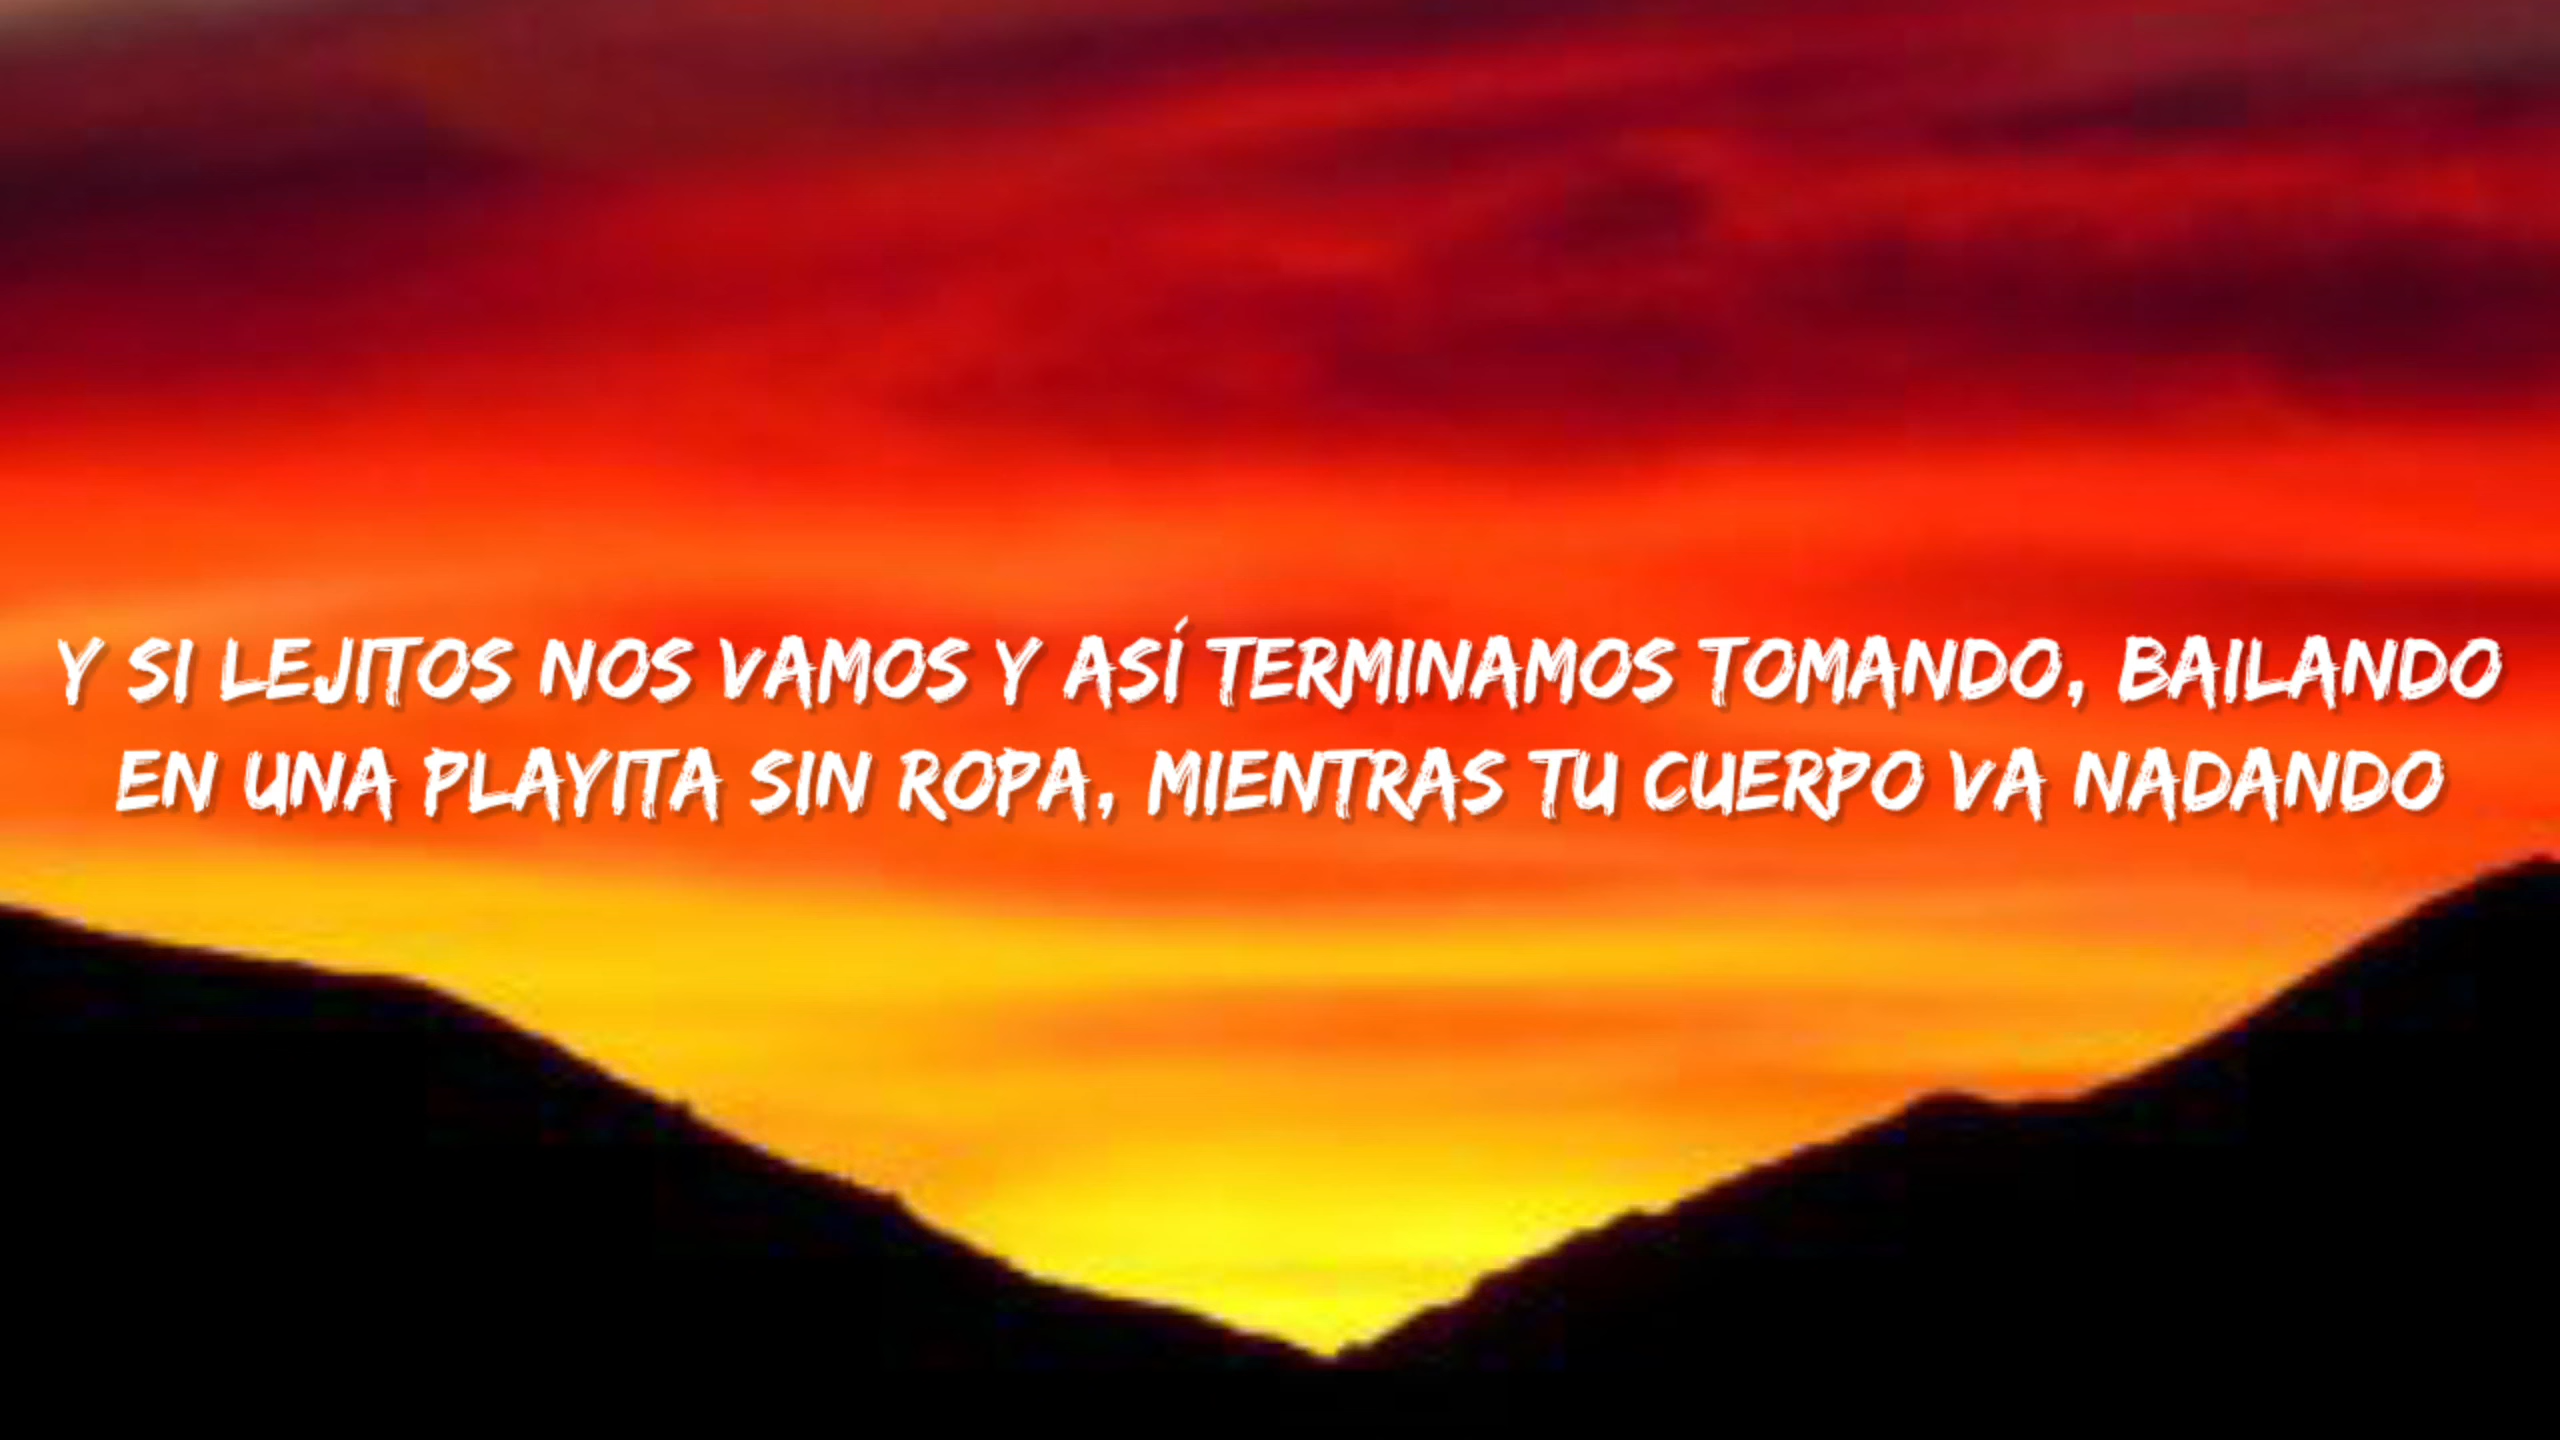 Y SI LEJITOS NOS VAMOS Y ASÍ TERMINAMOS TOMANDO, BAILANDO
EN UNA PLAYITA SIN ROPA, MIENTRAS TU CUERPO VA NADANDO